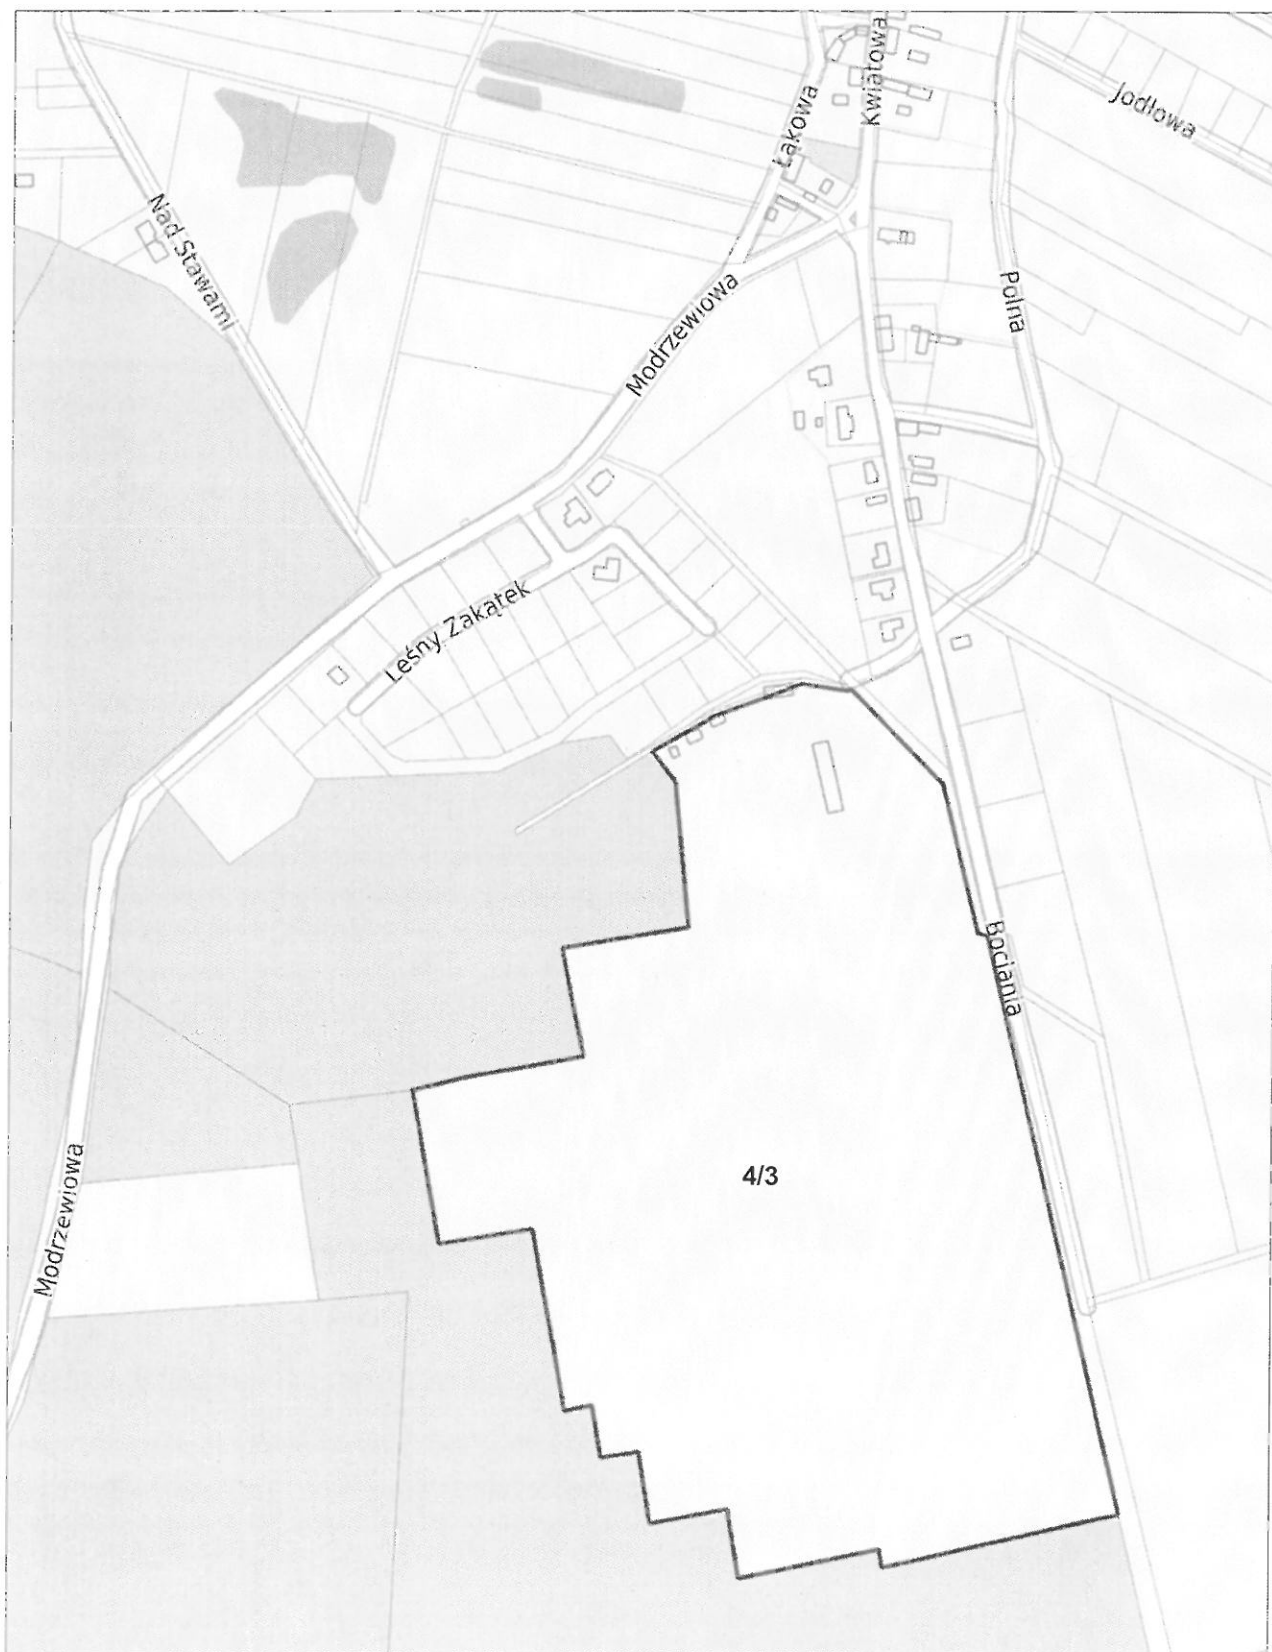 Kwiatowa
Jodłowa
Łąkowa
Nad Stawami
Polna
Modrzewiowa
Leśny Zakątek
Bociania
4/3
Modrzewiowa